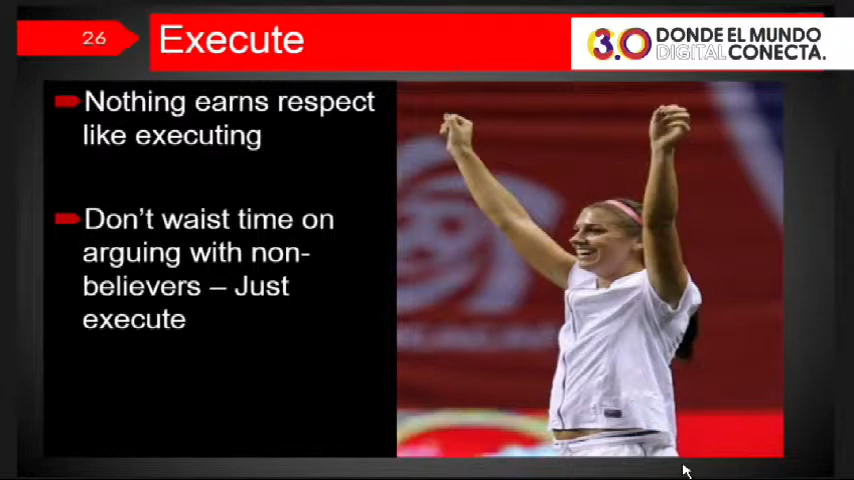 26
Execute
3.0
DONDE EL MUNDO
DIGITAL CONECTA.
Nothing earns respect
like executing
Don't waist time on
arguing with non-
believers – Just
execute